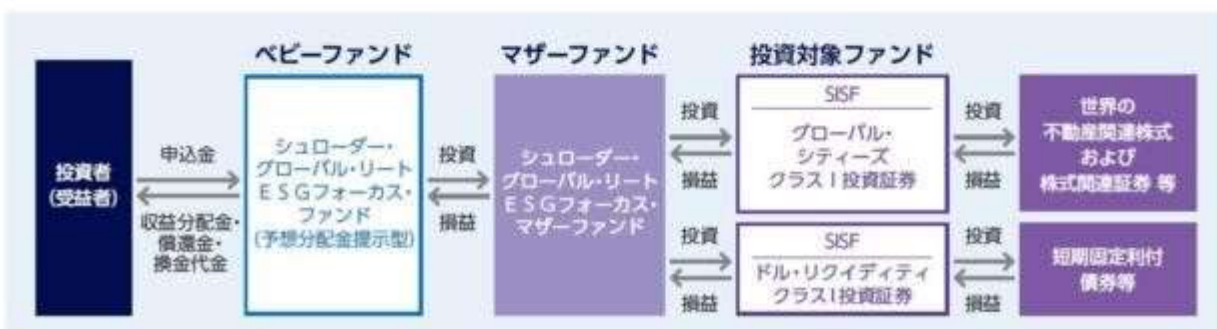 ベビーファンド
マザーファンド
投資対象ファンド
投資者
(受益者)
申込金
収益分配金・
償還金・
換金代金
シュローダー・
グローバル・リート
ＥＳＧフォーカス・
ファンド
(予想分配金提示型)
投資
損益
シュローダー・
グローバル・リート
ＥＳＧフォーカス・
マザーファンド
投資
損益
SISF
グローバル・
シティーズ
クラスＩ投資証券
投資
損益
世界の
不動産関連株式
および
株式関連証券 等
投資
損益
SISF
ドル・リクイディティ
クラスＩ投資証券
投資
損益
短期固定利付
債券等